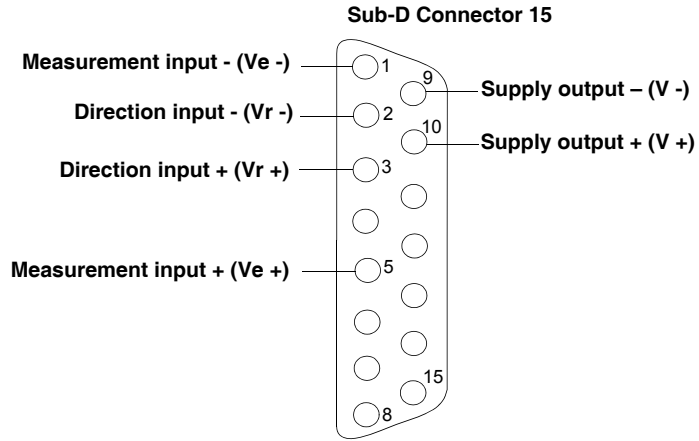 Sub-D Connector 15
Measurement input - (Ve -)
1
9
Supply output – (V -)
Direction input - (Vr -)
2
10
Supply output + (V +)
Direction input + (Vr +)
3
Measurement input + (Ve +)
5
15
8